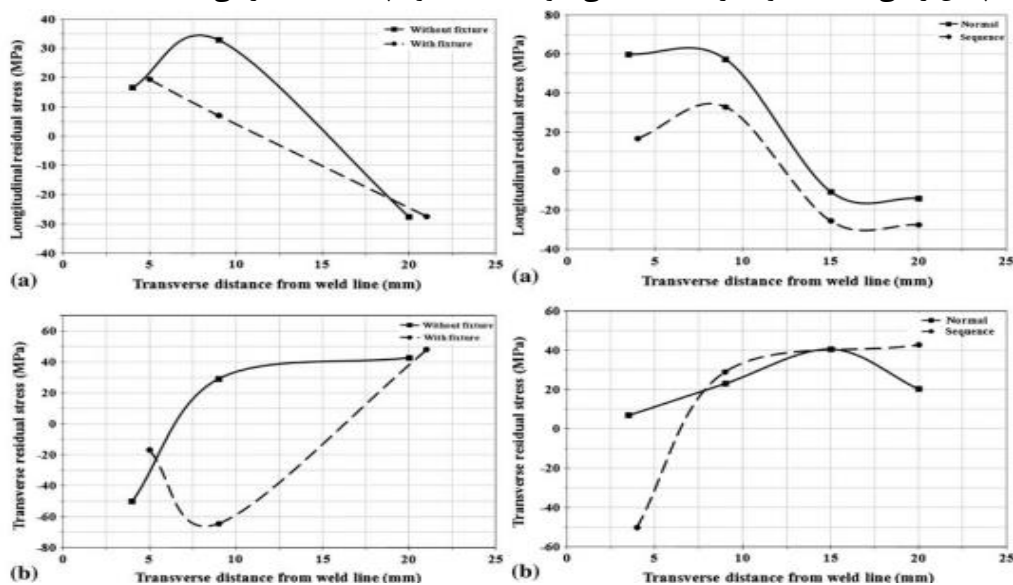 Longitudinal residual stress (MPa)
40
30
20
10
0
-10
-20
-30
-40
Without fixture
With fixture
0 5 10 15 20 25
(a) Transverse distance from weld line (mm)
Longitudinal residual stress (MPa)
80
60
40
20
0
-20
-40
Normal
Sequence
0 5 10 15 20 25
(a) Transverse distance from weld line (mm)
Transverse residual stress (MPa)
60
40
20
0
-20
-40
-60
-80
Without fixture
With fixture
0 5 10 15 20 25
(b) Transverse distance from weld line (mm)
Transverse residual stress (MPa)
60
40
20
0
-20
-40
-60
Normal
Sequence
0 5 10 15 20 25
(b) Transverse distance from weld line (mm)